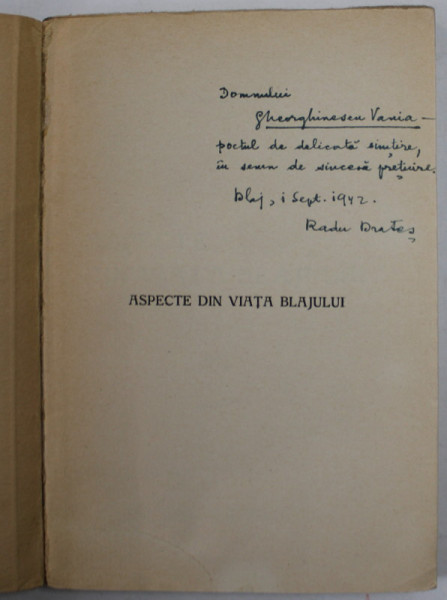 Domnului
Gheorghinescu Vania —
poetul de delicată simțire,
în semn de sinceră prețuire.
Blaj, 1 Sept. 1942.
Radu Brateș
ASPECTE DIN VIAȚA BLAJULUI